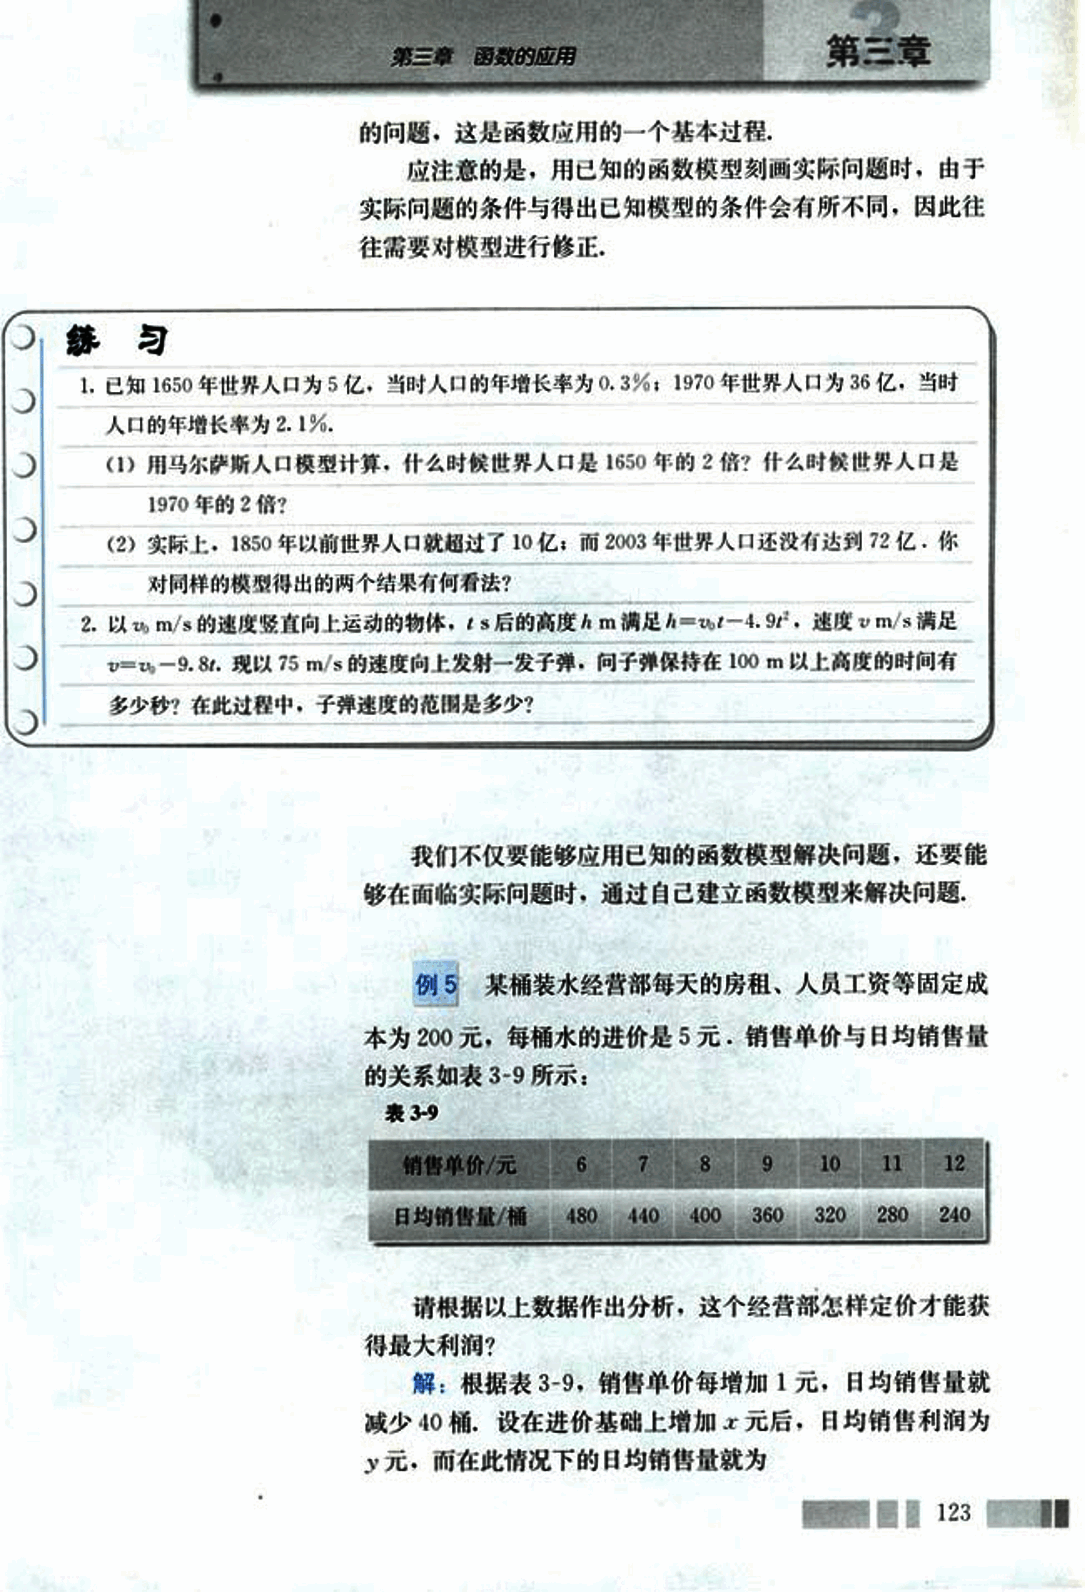 第三章 函数的应用
第三章
的问题，这是函数应用的一个基本过程.
应注意的是，用已知的函数模型刻画实际问题时，由于
实际问题的条件与得出已知模型的条件会有所不同，因此往
往需要对模型进行修正.
练 习
1. 已知 1650 年世界人口为 5 亿，当时人口的年增长率为 0.3%；1970 年世界人口为 36 亿，当时
人口的年增长率为 2.1%.
(1) 用马尔萨斯人口模型计算，什么时候世界人口是 1650 年的 2 倍？什么时候世界人口是
1970 年的 2 倍？
(2) 实际上，1850 年以前世界人口就超过了 10 亿；而 2003 年世界人口还没有达到 72 亿．你
对同样的模型得出的两个结果有何看法？
2. 以 v₀ m/s 的速度竖直向上运动的物体，t s 后的高度 h m 满足 h=v₀t-4.9t²，速度 v m/s 满足
v=v₀-9.8t. 现以 75 m/s 的速度向上发射一发子弹，问子弹保持在 100 m 以上高度的时间有
多少秒？在此过程中，子弹速度的范围是多少？
我们不仅要能够应用已知的函数模型解决问题，还要能
够在面临实际问题时，通过自己建立函数模型来解决问题.
例 5 某桶装水经营部每天的房租、人员工资等固定成
本为 200 元，每桶水的进价是 5 元．销售单价与日均销售量
的关系如表 3-9 所示：
表 3-9
销售单价/元 6 7 8 9 10 11 12
日均销售量/桶 480 440 400 360 320 280 240
请根据以上数据作出分析，这个经营部怎样定价才能获
得最大利润？
解：根据表 3-9，销售单价每增加 1 元，日均销售量就
减少 40 桶. 设在进价基础上增加 x 元后，日均销售利润为
y 元，而在此情况下的日均销售量就为
123